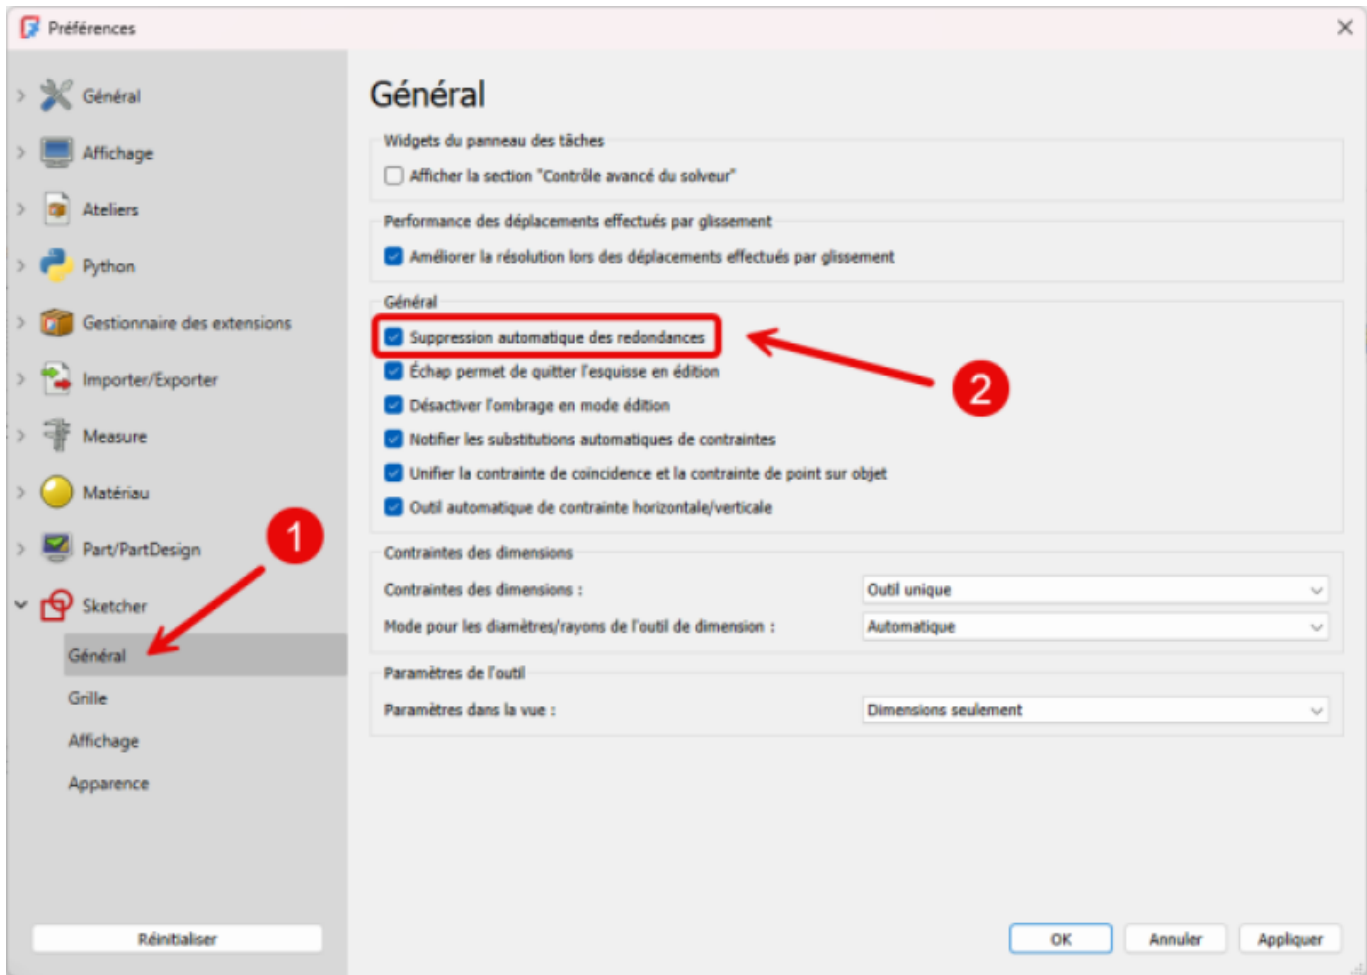 Préférences
Général
Affichage
Ateliers
Python
Gestionnaire des extensions
Importer/Exporter
Measure
Matériau
Part/PartDesign
1
Sketcher
Général
Grille
Affichage
Apparence
Réinitialiser
Général
Widgets du panneau des tâches
Afficher la section "Contrôle avancé du solveur"
Performance des déplacements effectués par glissement
Améliorer la résolution lors des déplacements effectués par glissement
Général
Suppression automatique des redondances
2
Échap permet de quitter l'esquisse en édition
Désactiver l'ombrage en mode édition
Notifier les substitutions automatiques de contraintes
Unifier la contrainte de coïncidence et la contrainte de point sur objet
Outil automatique de contrainte horizontale/verticale
Contraintes des dimensions
Contraintes des dimensions : Outil unique
Mode pour les diamètres/rayons de l'outil de dimension : Automatique
Paramètres de l'outil
Paramètres dans la vue : Dimensions seulement
OK Annuler Appliquer